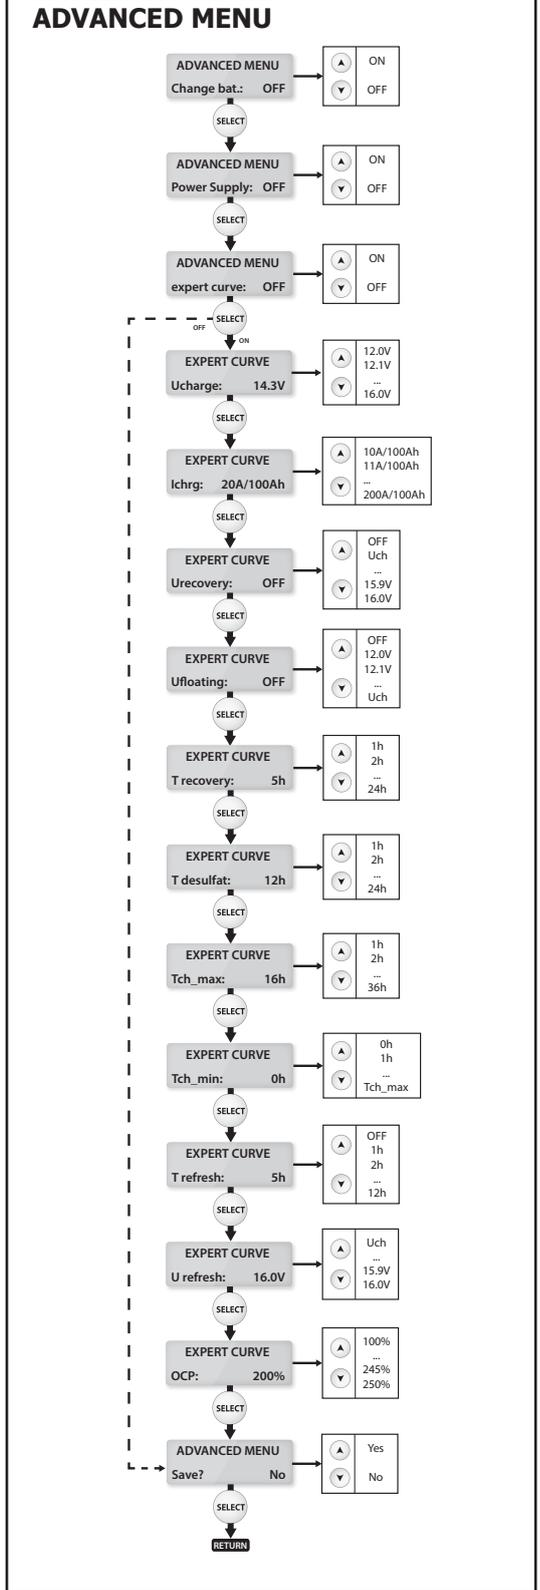 ADVANCED MENU
ADVANCED MENU
Change bat.: OFF
ON
OFF
SELECT
ADVANCED MENU
Power Supply: OFF
ON
OFF
SELECT
ADVANCED MENU
expert curve: OFF
ON
OFF
SELECT
OFF
ON
EXPERT CURVE
Ucharge: 14.3V
12.0V
12.1V
...
16.0V
SELECT
EXPERT CURVE
Ichrg: 20A/100Ah
10A/100Ah
11A/100Ah
...
200A/100Ah
SELECT
EXPERT CURVE
Urecovery: OFF
OFF
Uch
...
15.9V
16.0V
SELECT
EXPERT CURVE
Ufloating: OFF
OFF
12.0V
12.1V
...
Uch
SELECT
EXPERT CURVE
T recovery: 5h
1h
2h
...
24h
SELECT
EXPERT CURVE
T desulfat: 12h
1h
2h
...
24h
SELECT
EXPERT CURVE
Tch_max: 16h
1h
2h
...
36h
SELECT
EXPERT CURVE
Tch_min: 0h
0h
1h
...
Tch_max
SELECT
EXPERT CURVE
T refresh: 5h
OFF
1h
2h
...
12h
SELECT
EXPERT CURVE
U refresh: 16.0V
Uch
...
15.9V
16.0V
SELECT
EXPERT CURVE
OCP: 200%
100%
...
245%
250%
SELECT
ADVANCED MENU
Save? No
Yes
No
SELECT
RETURN